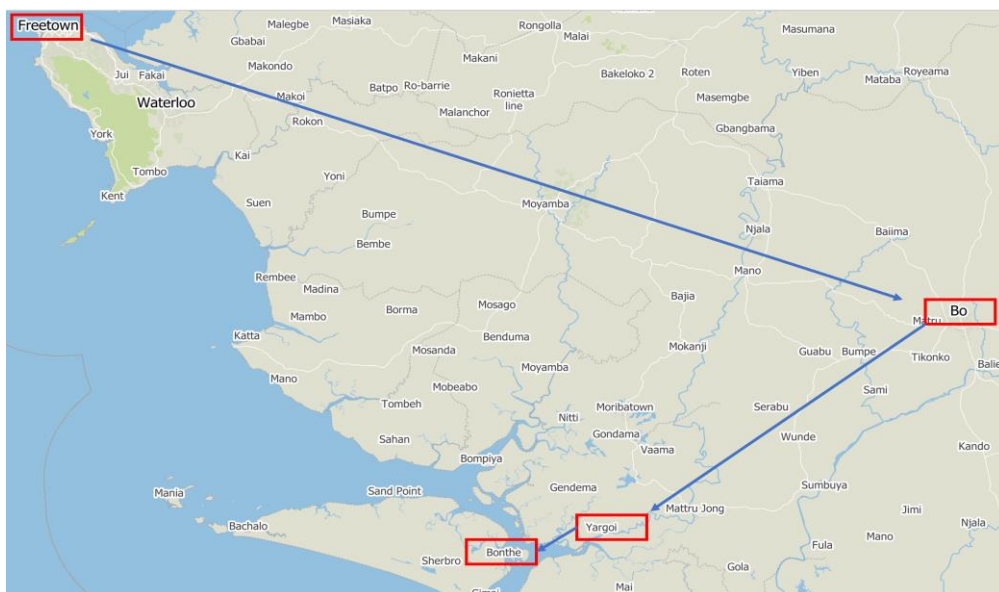 Freetown
Malegbe
Masiaka
Rongolla
Malai
Masumana
Gbabai
Makani
Jui
Fakai
Makondo
Batpo
Ro-barrie
Ronietta
line
Bakeloko 2
Roten
Yiben
Mataba
Royeama
Waterloo
Makoi
Malanchor
Masemgbe
York
Rokon
Gbangbama
Kai
Tombo
Yoni
Taiama
Kent
Suen
Bumpe
Moyamba
Njala
Baiima
Bembe
Rembee
Madina
Mano
Mambo
Borma
Mosago
Bajia
Bo
Matru
Katta
Benduma
Mosanda
Mokanji
Guabu
Bumpe
Tikonko
Mano
Moyamba
Mobeabo
Sami
Tombeh
Nitti
Moribatown
Serabu
Sahan
Gondama
Wunde
Kando
Bompiya
Vaama
Mania
Sand Point
Gendema
Sumbuya
Mattru Jong
Jimi
Bachalo
Yargoi
Njala
Mano
Sherbro
Bonthe
Fula
Gola
Mai